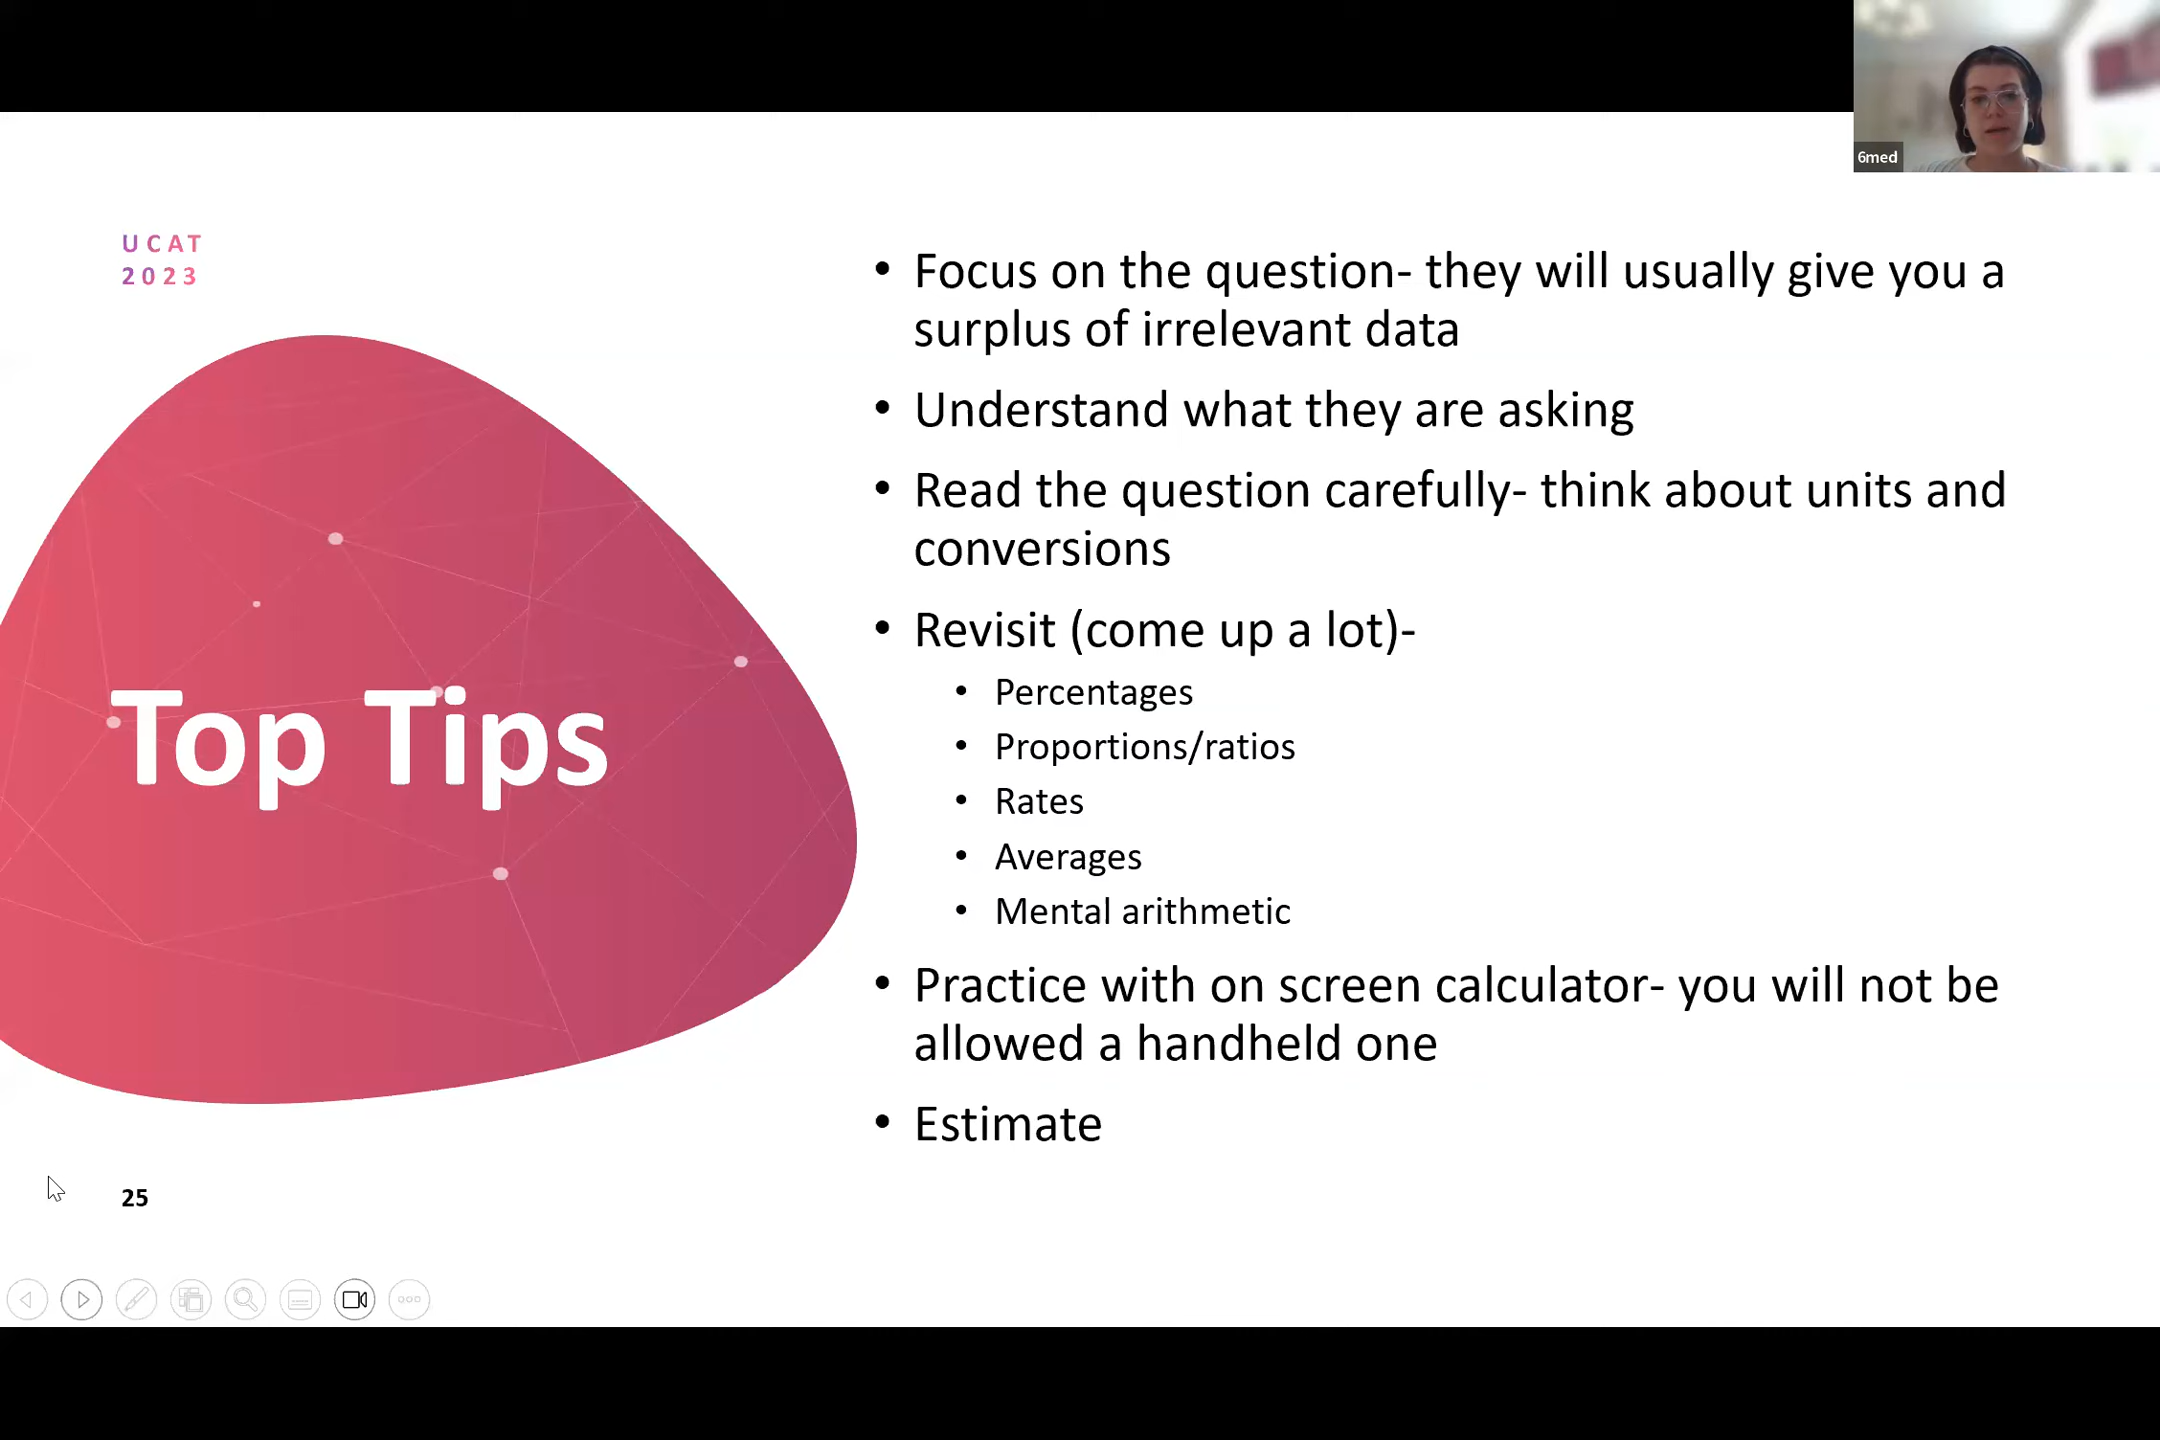 6med
UCAT
2023
Top Tips
• Focus on the question- they will usually give you a
surplus of irrelevant data
• Understand what they are asking
• Read the question carefully- think about units and
conversions
• Revisit (come up a lot)-
• Percentages
• Proportions/ratios
• Rates
• Averages
• Mental arithmetic
• Practice with on screen calculator- you will not be
allowed a handheld one
• Estimate
25